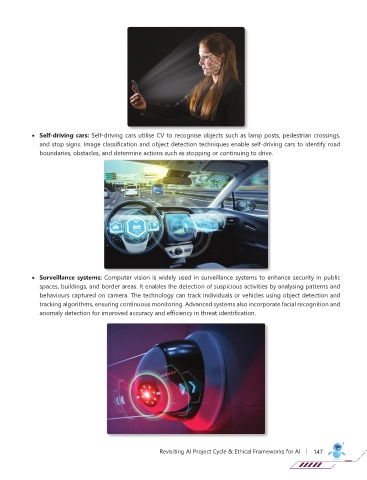 • Self-driving cars: Self-driving cars utilise CV to recognise objects such as lamp posts, pedestrian crossings,
and stop signs. Image classification and object detection techniques enable self-driving cars to identify road
boundaries, obstacles, and determine actions such as stopping or continuing to drive.
• Surveillance systems: Computer vision is widely used in surveillance systems to enhance security in public
spaces, buildings, and border areas. It enables the detection of suspicious activities by analysing patterns and
behaviours captured on camera. The technology can track individuals or vehicles using object detection and
tracking algorithms, ensuring continuous monitoring. Advanced systems also incorporate facial recognition and
anomaly detection for improved accuracy and efficiency in threat identification.
Revisiting AI Project Cycle & Ethical Frameworks for AI | 147